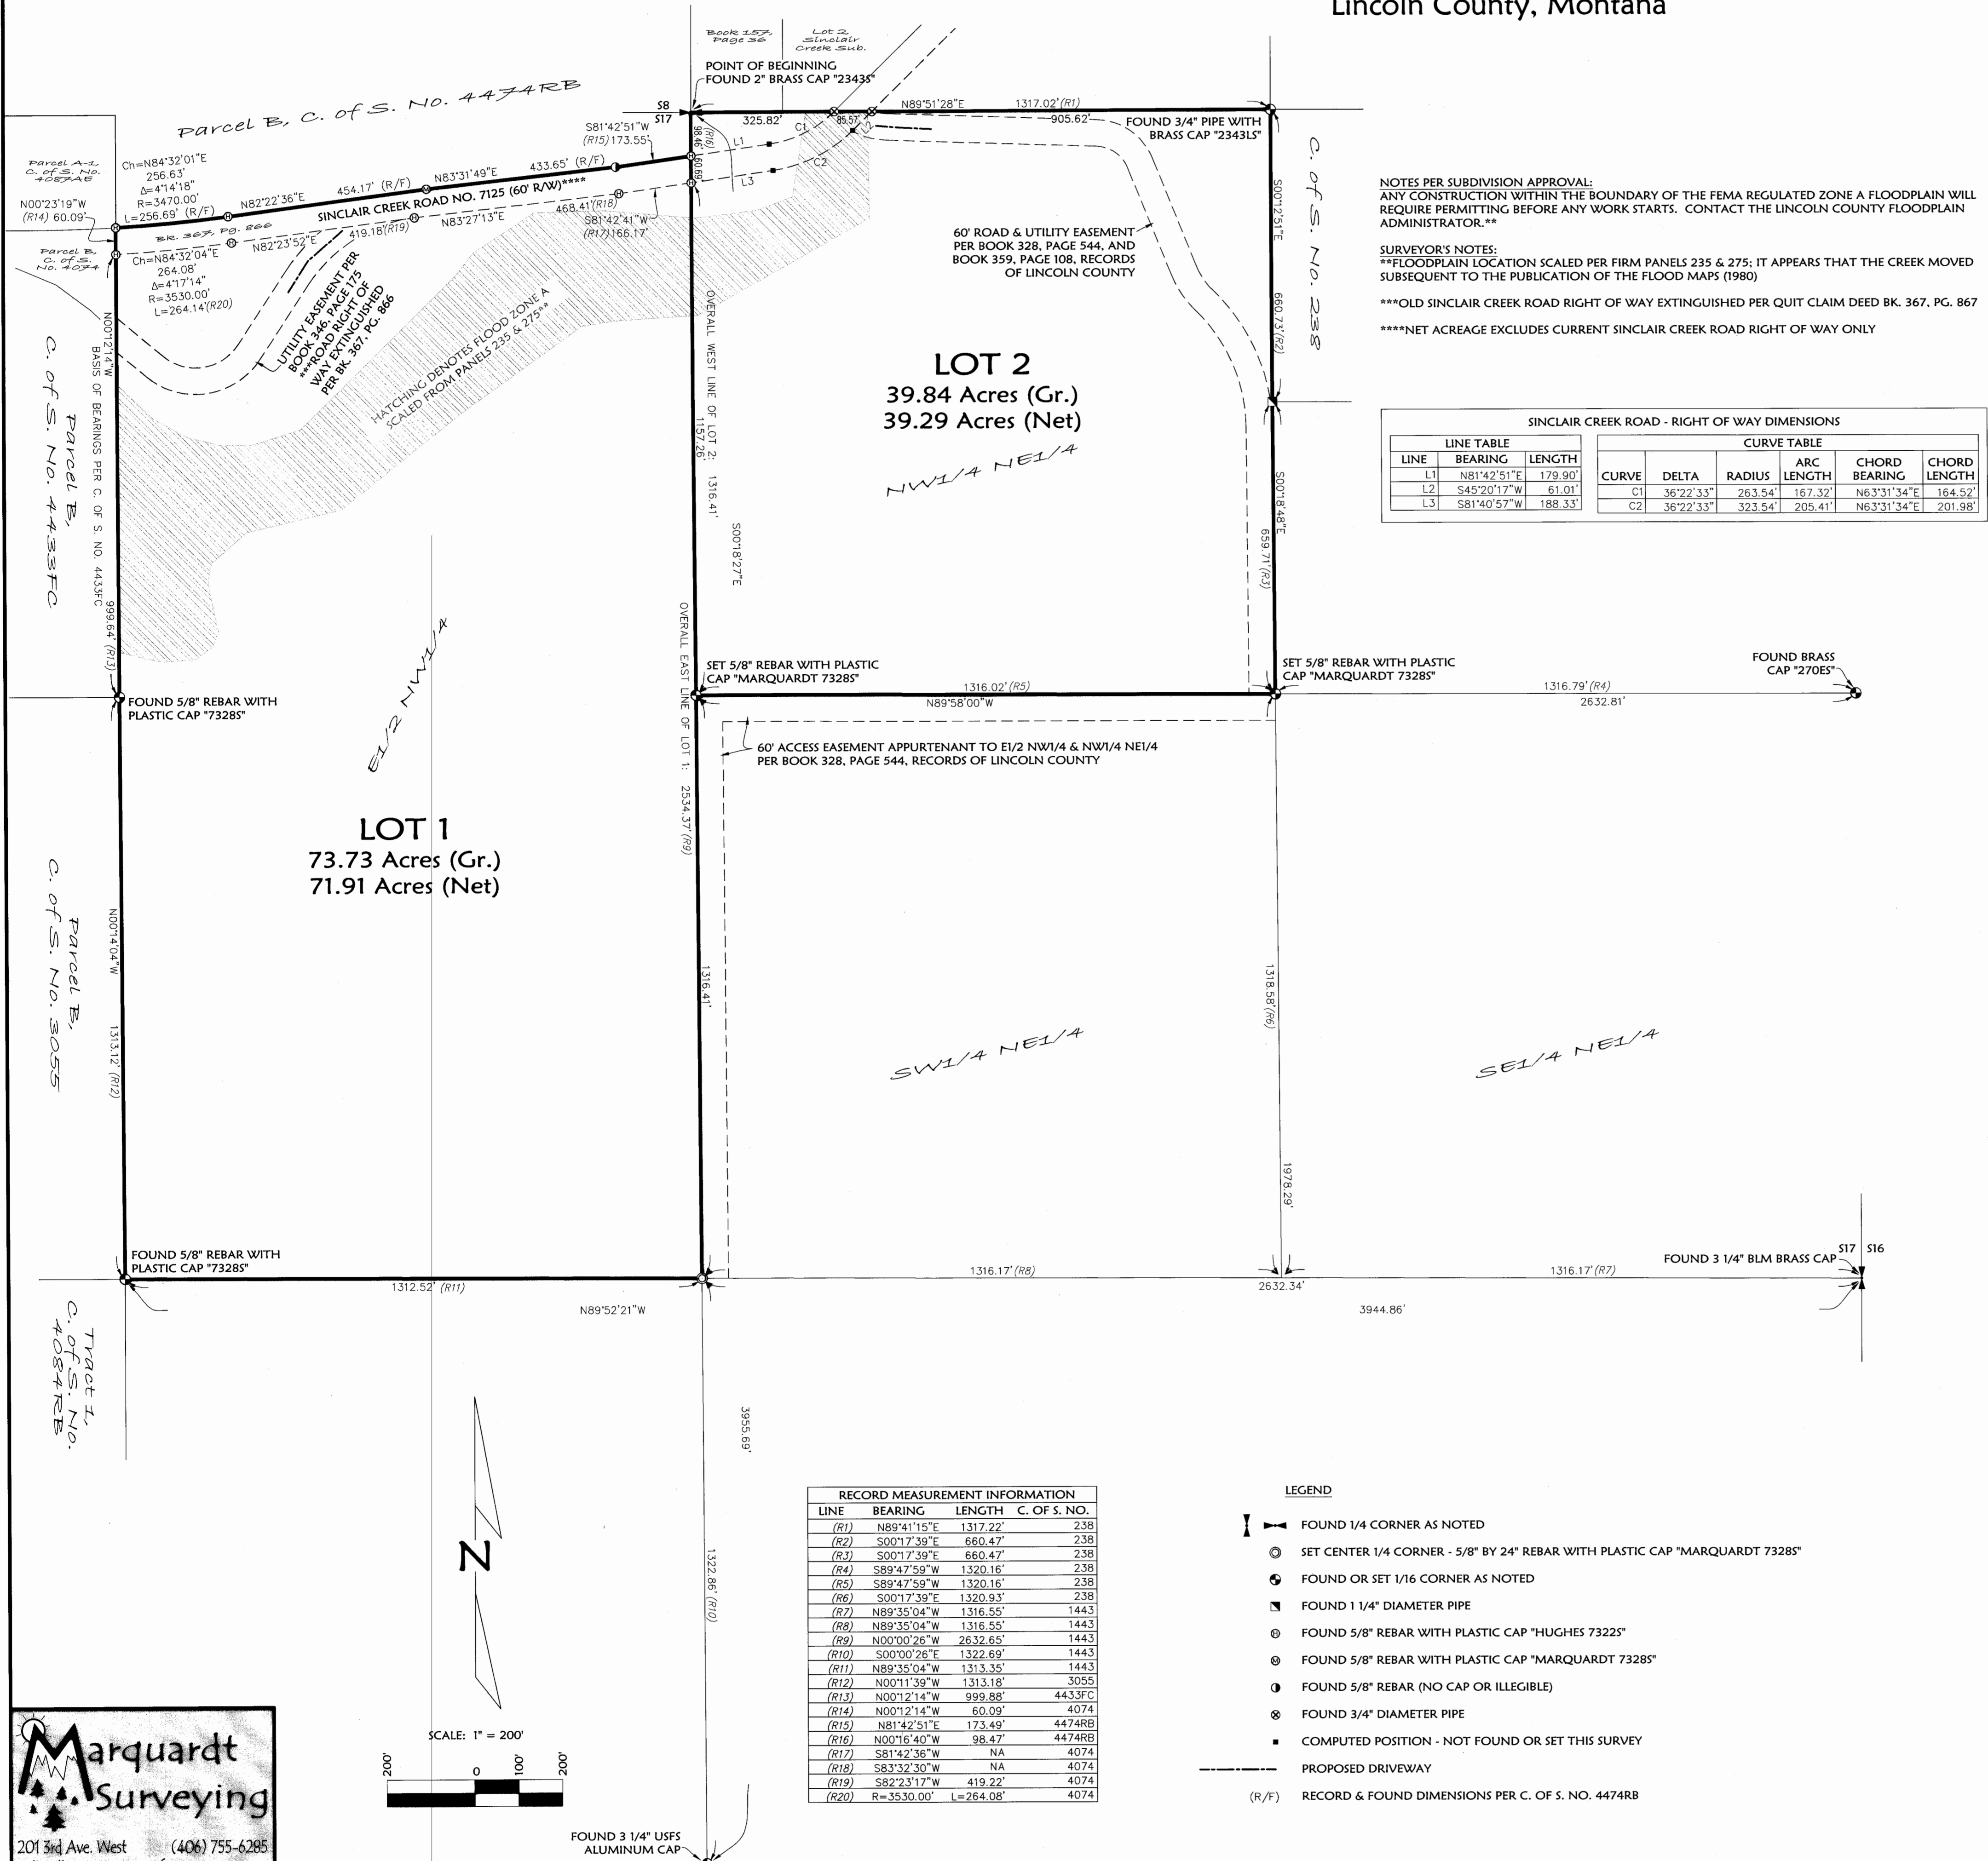 Lincoln County, Montana
Book 157,
Page 36
Lot 2
Sinclair
Creek Sub.
POINT OF BEGINNING
FOUND 2" BRASS CAP "2343S"
Parcel B, C. of S. No. 4474RB
S8
S17
325.82'
85.57'
N89°51'28"E
1317.02' (R1)
905.62'
FOUND 3/4" PIPE WITH
BRASS CAP "2343LS"
S81°42'51"W
(R15) 173.55'
98.46'
(R16)
60.69'
L1
C1
L2
C2
L3
Parcel A-1
C. of S. No.
4087AE
Ch=N84°32'01"E
256.63'
Δ=4°14'18"
R=3470.00'
L=256.69' (R/F)
N00°23'19"W
(R14) 60.09'
N82°22'36"E
454.17' (R/F)
N83°31'49"E
433.65' (R/F)
SINCLAIR CREEK ROAD NO. 7125 (60' R/W)****
Bk. 367, Pg. 866
Parcel B,
C. of S.
No. 4074
Ch=N84°32'04"E
264.08'
Δ=4°17'14"
R=3530.00'
L=264.14'(R20)
N82°23'52"E
419.18'(R19)
N83°27'13"E
468.41'(R18)
S81°42'41"W
(R17)166.17'
UTILITY EASEMENT PER
BOOK 346, PAGE 175
***ROAD RIGHT OF
WAY EXTINGUISHED
PER BK. 367, PG. 866
HATCHING DENOTES FLOOD ZONE A
SCALED FROM PANELS 235 & 275**
60' ROAD & UTILITY EASEMENT
PER BOOK 328, PAGE 544, AND
BOOK 359, PAGE 108, RECORDS
OF LINCOLN COUNTY
S00°12'51"E
660.73'(R2)
C. of S. No. 238
NOTES PER SUBDIVISION APPROVAL:
ANY CONSTRUCTION WITHIN THE BOUNDARY OF THE FEMA REGULATED ZONE A FLOODPLAIN WILL
REQUIRE PERMITTING BEFORE ANY WORK STARTS. CONTACT THE LINCOLN COUNTY FLOODPLAIN
ADMINISTRATOR.**
SURVEYOR'S NOTES:
**FLOODPLAIN LOCATION SCALED PER FIRM PANELS 235 & 275; IT APPEARS THAT THE CREEK MOVED
SUBSEQUENT TO THE PUBLICATION OF THE FLOOD MAPS (1980)
***OLD SINCLAIR CREEK ROAD RIGHT OF WAY EXTINGUISHED PER QUIT CLAIM DEED BK. 367, PG. 867
****NET ACREAGE EXCLUDES CURRENT SINCLAIR CREEK ROAD RIGHT OF WAY ONLY
SINCLAIR CREEK ROAD - RIGHT OF WAY DIMENSIONS
LINE TABLE
LINE BEARING LENGTH
L1 N81°42'51"E 179.90'
L2 S45°20'17"W 61.01'
L3 S81°40'57"W 188.33'
CURVE TABLE
CURVE DELTA RADIUS ARC LENGTH CHORD BEARING CHORD LENGTH
C1 36°22'33" 263.54' 167.32' N63°31'34"E 164.52'
C2 36°22'33" 323.54' 205.41' N63°31'34"E 201.98'
LOT 2
39.84 Acres (Gr.)
39.29 Acres (Net)
NW1/4 NE1/4
OVERALL WEST LINE OF LOT 2: 1316.41'
1157.26'
S00°18'27"E
S00°18'48"E
659.71'(R3)
N00°12'14"W
BASIS OF BEARINGS PER C. OF S. NO. 4433FC
999.64' (R13)
Parcel B,
C. of S. No. 4433FC
E1/2 NW1/4
OVERALL EAST LINE OF LOT 1: 2534.37'(R9)
FOUND 5/8" REBAR WITH
PLASTIC CAP "7328S"
SET 5/8" REBAR WITH PLASTIC
CAP "MARQUARDT 7328S"
1316.02'(R5)
N89°58'00"W
SET 5/8" REBAR WITH PLASTIC
CAP "MARQUARDT 7328S"
1316.79'(R4)
2632.81'
FOUND BRASS
CAP "270ES"
60' ACCESS EASEMENT APPURTENANT TO E1/2 NW1/4 & NW1/4 NE1/4
PER BOOK 328, PAGE 544, RECORDS OF LINCOLN COUNTY
LOT 1
73.73 Acres (Gr.)
71.91 Acres (Net)
Parcel B,
C. of S. No. 3055
N00°14'04"W
1313.12' (R12)
1316.41'
SW1/4 NE1/4
1318.58'(R6)
1978.29'
SE1/4 NE1/4
FOUND 5/8" REBAR WITH
PLASTIC CAP "7328S"
1312.52' (R11)
N89°52'21"W
1316.17'(R8)
2632.34'
1316.17'(R7)
3944.86'
FOUND 3 1/4" BLM BRASS CAP
S17 S16
Tract 1,
C. of S. No.
4084RB
3955.69'
1322.86'(R10)
N
SCALE: 1" = 200'
200' 0 100' 200'
RECORD MEASUREMENT INFORMATION
LINE BEARING LENGTH C. OF S. NO.
(R1) N89°41'15"E 1317.22' 238
(R2) S00°17'39"E 660.47' 238
(R3) S00°17'39"E 660.47' 238
(R4) S89°47'59"W 1320.16' 238
(R5) S89°47'59"W 1320.16' 238
(R6) S00°17'39"E 1320.93' 238
(R7) N89°35'04"W 1316.55' 1443
(R8) N89°35'04"W 1316.55' 1443
(R9) N00°00'26"W 2632.65' 1443
(R10) S00°00'26"E 1322.69' 1443
(R11) N89°35'04"W 1313.35' 1443
(R12) N00°11'39"W 1313.18' 3055
(R13) N00°12'14"W 999.88' 4433FC
(R14) N00°12'14"W 60.09' 4074
(R15) N81°42'51"E 173.49' 4474RB
(R16) N00°16'40"W 98.47' 4474RB
(R17) S81°42'36"W NA 4074
(R18) S83°32'30"W NA 4074
(R19) S82°23'17"W 419.22' 4074
(R20) R=3530.00' L=264.08' 4074
LEGEND
FOUND 1/4 CORNER AS NOTED
SET CENTER 1/4 CORNER - 5/8" BY 24" REBAR WITH PLASTIC CAP "MARQUARDT 7328S"
FOUND OR SET 1/16 CORNER AS NOTED
FOUND 1 1/4" DIAMETER PIPE
FOUND 5/8" REBAR WITH PLASTIC CAP "HUGHES 7322S"
FOUND 5/8" REBAR WITH PLASTIC CAP "MARQUARDT 7328S"
FOUND 5/8" REBAR (NO CAP OR ILLEGIBLE)
FOUND 3/4" DIAMETER PIPE
COMPUTED POSITION - NOT FOUND OR SET THIS SURVEY
PROPOSED DRIVEWAY
(R/F) RECORD & FOUND DIMENSIONS PER C. OF S. NO. 4474RB
Marquardt
Surveying
201 3rd Ave. West (406) 755-6285
FOUND 3 1/4" USFS
ALUMINUM CAP